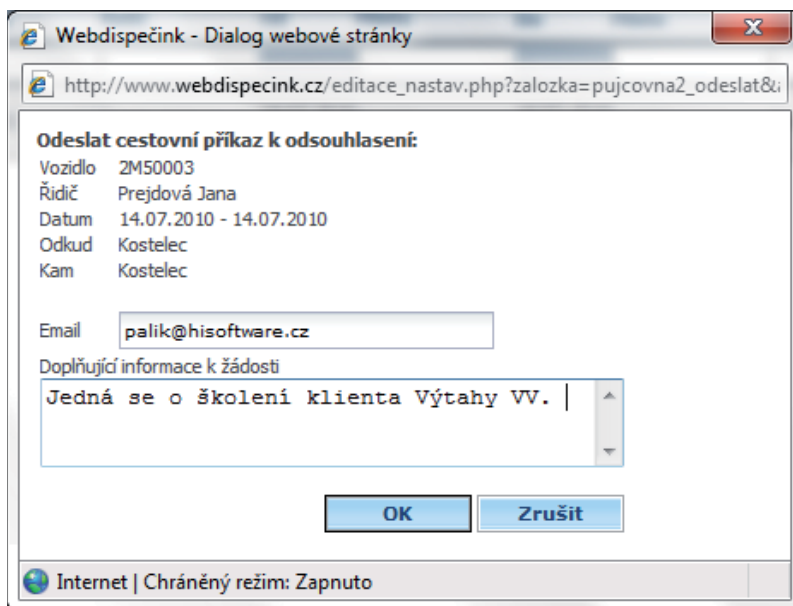 Webdispečink - Dialog webové stránky
http://www.webdispecink.cz/editace_nastav.php?zalozka=pujcovna2_odeslat&
Odeslat cestovní příkaz k odsouhlasení:
Vozidlo 2M50003
Řidič Prejdová Jana
Datum 14.07.2010 - 14.07.2010
Odkud Kostelec
Kam Kostelec
Email palik@hisoftware.cz
Doplňující informace k žádosti
Jedná se o školení klienta Výtahy VV.
OK Zrušit
Internet | Chráněný režim: Zapnuto